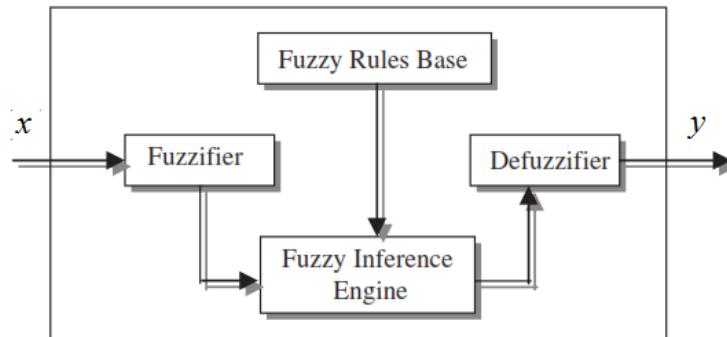 Fuzzy Rules Base
x
y
Fuzzifier
Defuzzifier
Fuzzy Inference
Engine